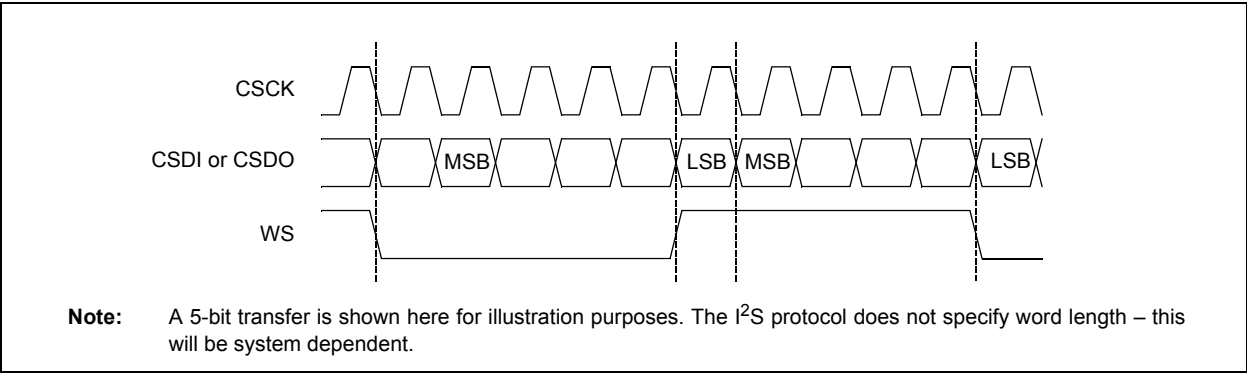 CSCK
CSDI or CSDO MSB LSB MSB LSB
WS
Note: A 5-bit transfer is shown here for illustration purposes. The I²S protocol does not specify word length – this
will be system dependent.